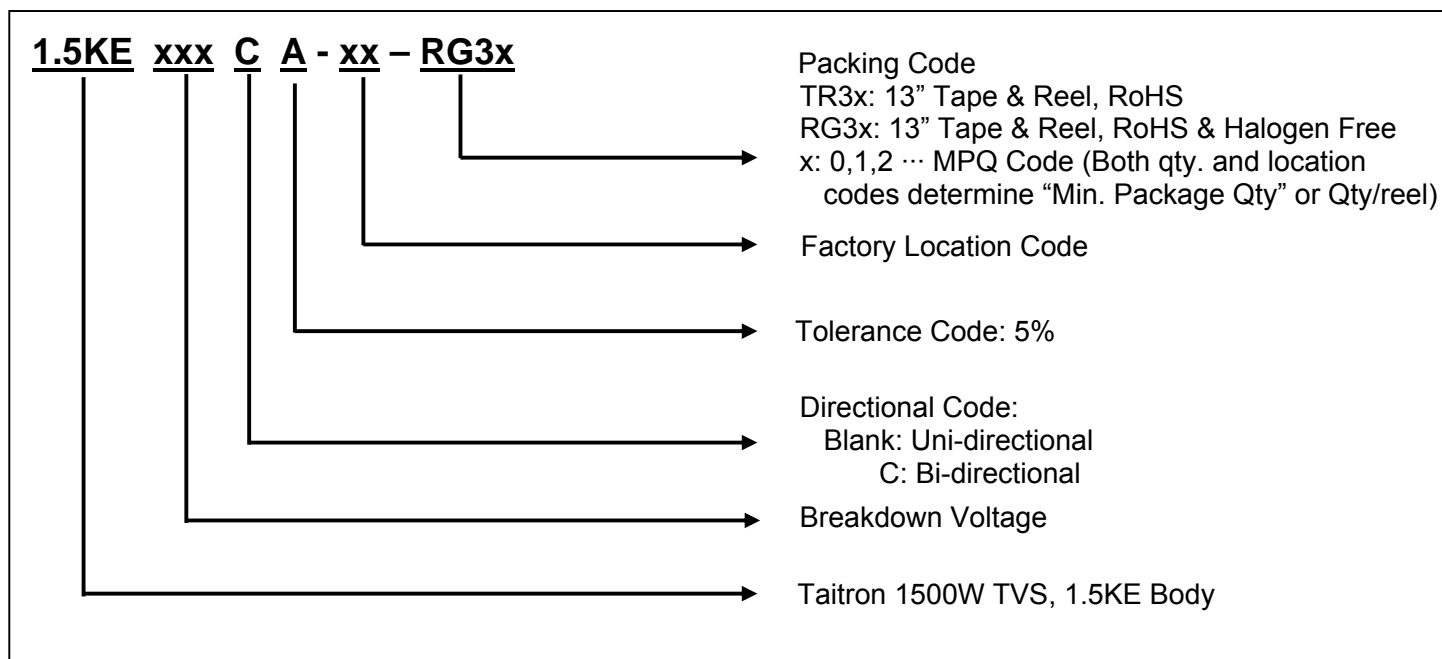 1.5KE xxx C A - xx – RG3x
Packing Code
TR3x: 13” Tape & Reel, RoHS
RG3x: 13” Tape & Reel, RoHS & Halogen Free
x: 0,1,2 ··· MPQ Code (Both qty. and location
codes determine “Min. Package Qty” or Qty/reel)
Factory Location Code
Tolerance Code: 5%
Directional Code:
Blank: Uni-directional
C: Bi-directional
Breakdown Voltage
Taitron 1500W TVS, 1.5KE Body